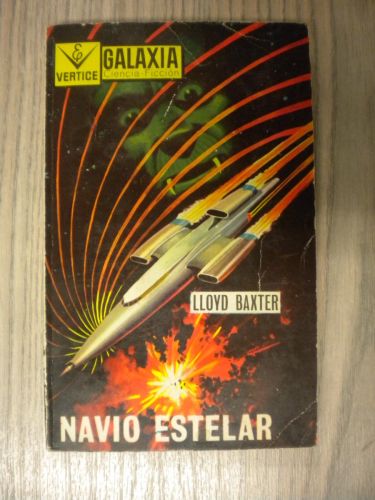 E
VERTICE
GALAXIA
Ciencia-Ficción
LLOYD BAXTER
NAVIO ESTELAR